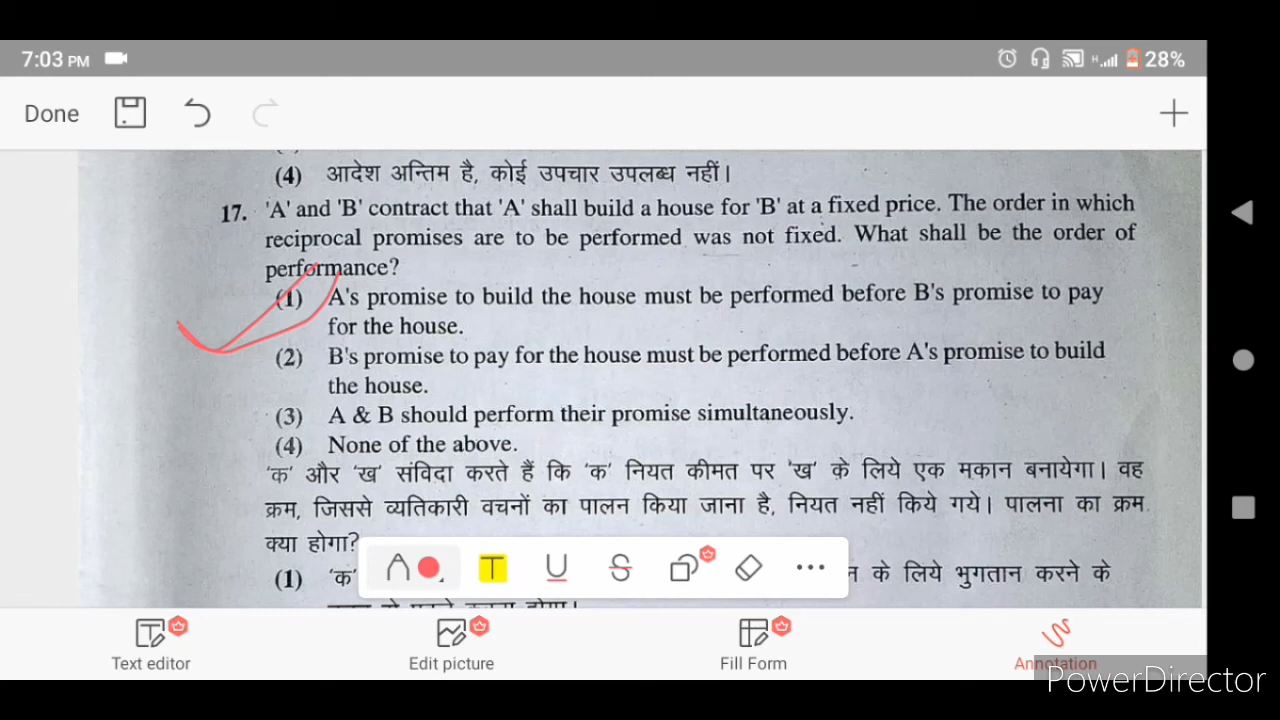 7:03 PM
28%
Done
(4) आदेश अन्तिम है, कोई उपचार उपलब्ध नहीं।
17. 'A' and 'B' contract that 'A' shall build a house for 'B' at a fixed price. The order in which
reciprocal promises are to be performed was not fixed. What shall be the order of
performance?
(1) A's promise to build the house must be performed before B's promise to pay
for the house.
(2) B's promise to pay for the house must be performed before A's promise to build
the house.
(3) A & B should perform their promise simultaneously.
(4) None of the above.
'क' और 'ख' संविदा करते हैं कि 'क' नियत कीमत पर 'ख' के लिये एक मकान बनायेगा। वह
क्रम, जिससे व्यतिकारी वचनों का पालन किया जाना है, नियत नहीं किये गये। पालना का क्रम
क्या होगा?
(1) 'क' के लिये भुगतान करने के
Text editor
Edit picture
Fill Form
Annotation
PowerDirector